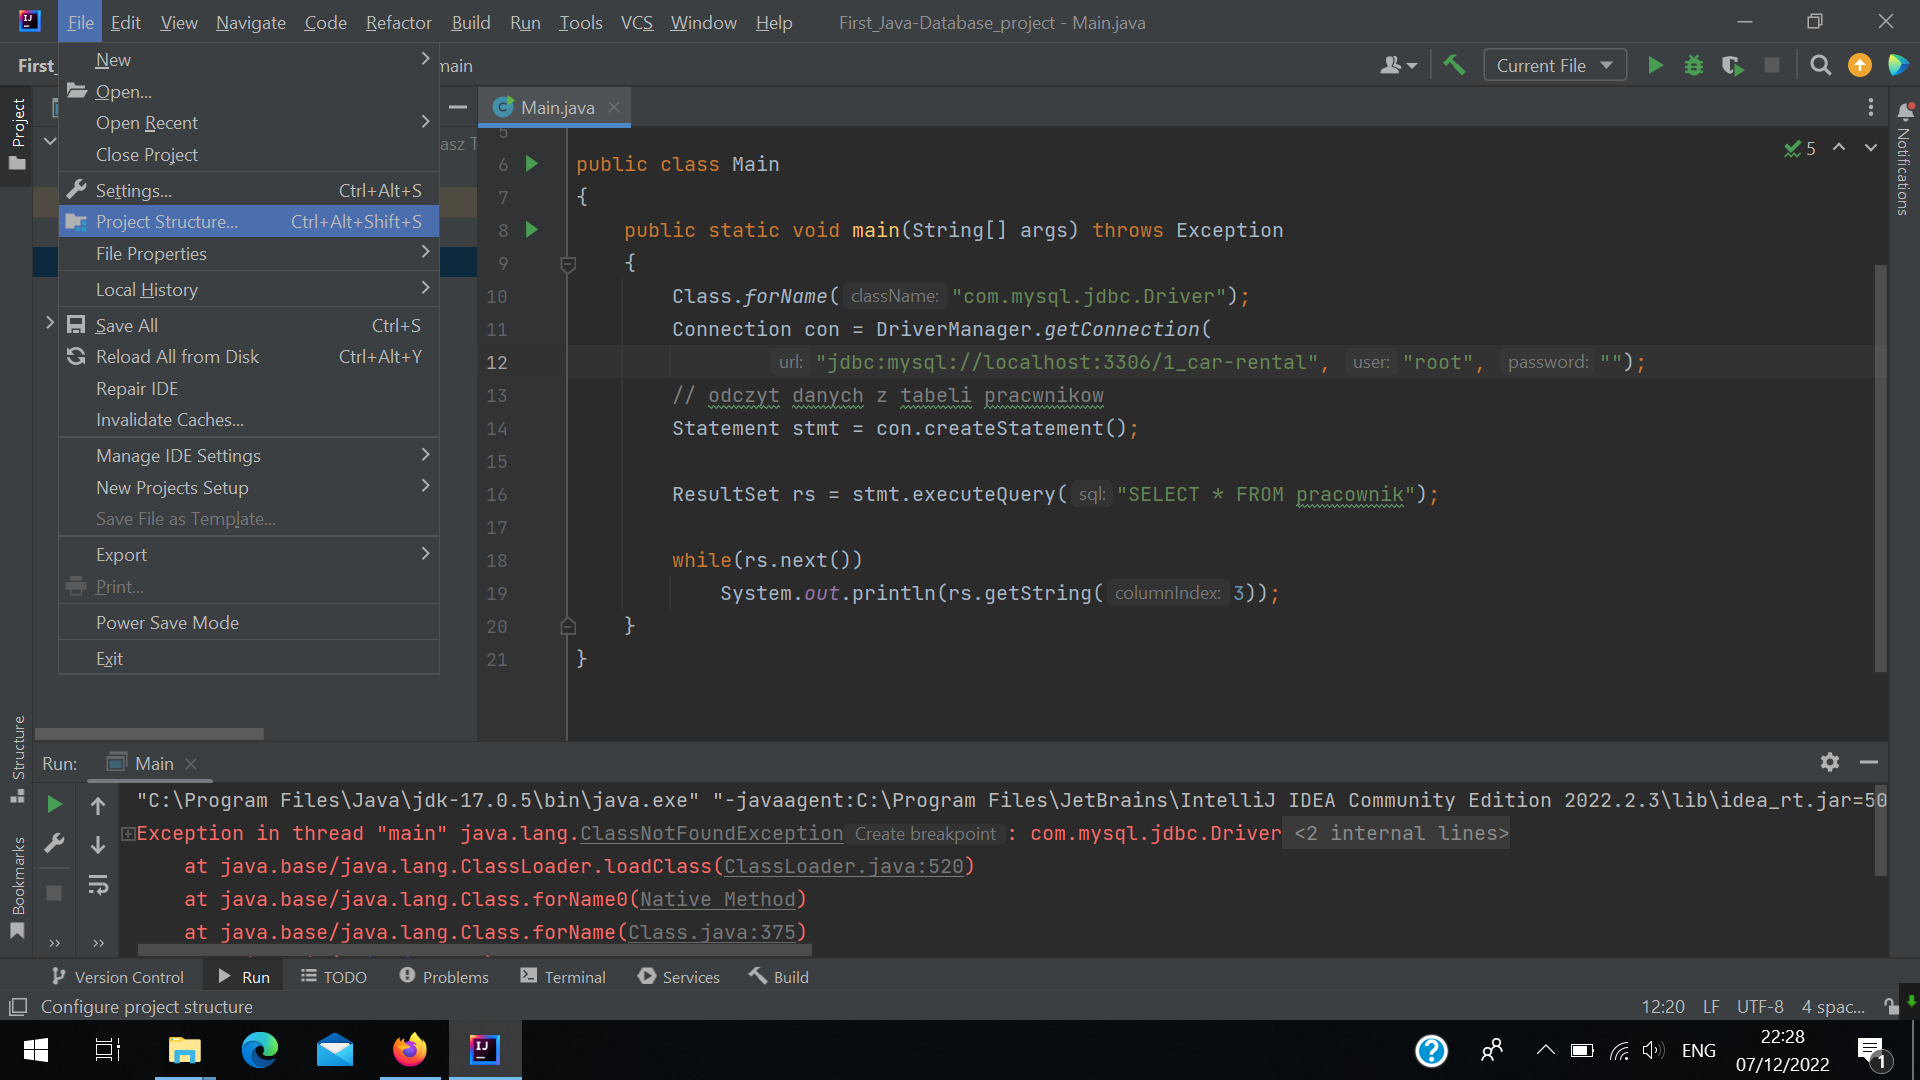 File Edit View Navigate Code Refactor Build Run Tools VCS Window Help First_Java-Database_project - Main.java
First_ main Current File
Project
New
Open...
Open Recent
Close Project
Settings... Ctrl+Alt+S
Project Structure... Ctrl+Alt+Shift+S
File Properties
Local History
Save All Ctrl+S
Reload All from Disk Ctrl+Alt+Y
Repair IDE
Invalidate Caches...
Manage IDE Settings
New Projects Setup
Save File as Template...
Export
Print...
Power Save Mode
Exit
asz T
Main.java
5
5
6 public class Main
7 {
8 public static void main(String[] args) throws Exception
9 {
10 Class.forName( className: "com.mysql.jdbc.Driver");
11 Connection con = DriverManager.getConnection(
12 url: "jdbc:mysql://localhost:3306/1_car-rental", user: "root", password: "");
13 // odczyt danych z tabeli pracwnikow
14 Statement stmt = con.createStatement();
15
16 ResultSet rs = stmt.executeQuery( sql: "SELECT * FROM pracownik");
17
18 while(rs.next())
19 System.out.println(rs.getString( columnIndex: 3));
20 }
21 }
Notifications
Structure
Bookmarks
Run: Main
"C:\Program Files\Java\jdk-17.0.5\bin\java.exe" "-javaagent:C:\Program Files\JetBrains\IntelliJ IDEA Community Edition 2022.2.3\lib\idea_rt.jar=50
Exception in thread "main" java.lang.ClassNotFoundException Create breakpoint : com.mysql.jdbc.Driver <2 internal lines>
at java.base/java.lang.ClassLoader.loadClass(ClassLoader.java:520)
at java.base/java.lang.Class.forName0(Native Method)
at java.base/java.lang.Class.forName(Class.java:375)
Version Control Run TODO Problems Terminal Services Build
Configure project structure 12:20 LF UTF-8 4 spac...
ENG 22:28
07/12/2022
1